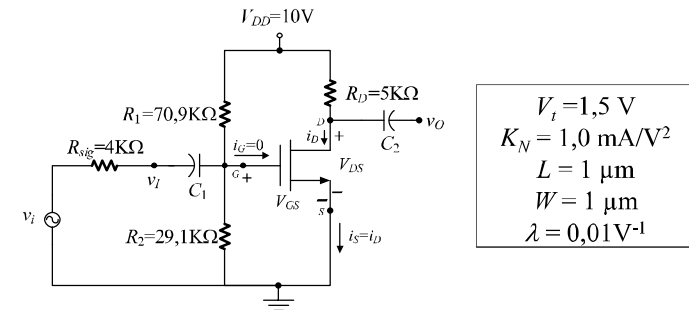 V_DD=10V
R_1=70,9KΩ
R_D=5KΩ
R_sig=4KΩ
i_G=0
i_D
D
+
C_2
v_O
v_I
C_1
G
+
V_DS
V_GS
–
–
S
v_i
R_2=29,1KΩ
i_S=i_D
V_t =1,5 V
K_N = 1,0 mA/V²
L = 1 μm
W = 1 μm
λ = 0,01V⁻¹